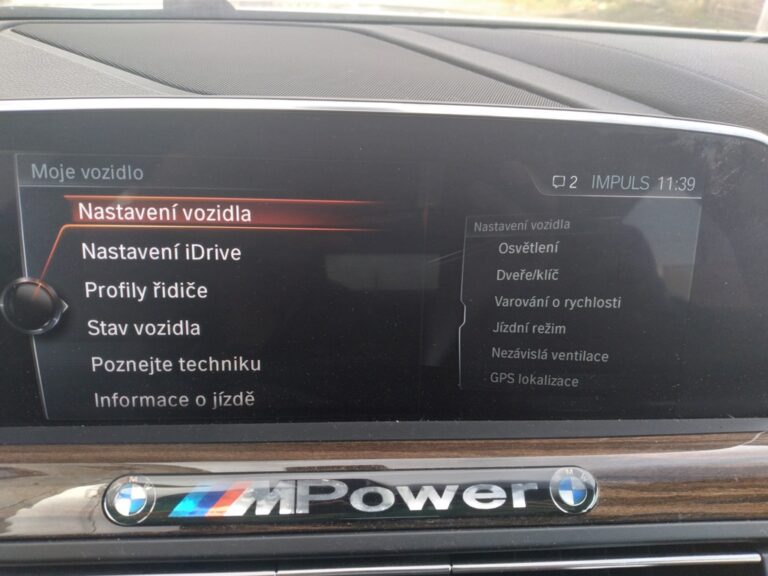 Moje vozidlo
2 IMPULS 11:39
Nastavení vozidla
Nastavení iDrive
Profily řidiče
Stav vozidla
Poznejte techniku
Informace o jízdě
Nastavení vozidla
Osvětlení
Dveře/klíč
Varování o rychlosti
Jízdní režim
Nezávislá ventilace
GPS lokalizace
MPower